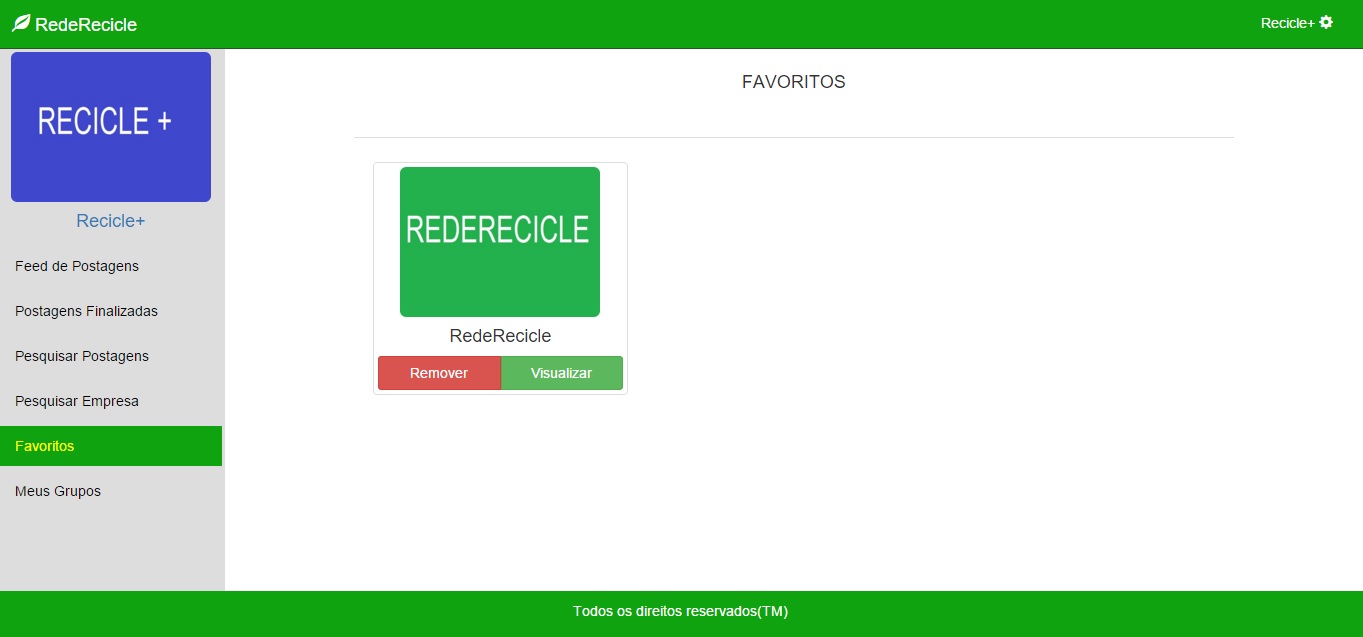 RedeRecicle
Recicle+
RECICLE +
Recicle+
Feed de Postagens
Postagens Finalizadas
Pesquisar Postagens
Pesquisar Empresa
Favoritos
Meus Grupos
FAVORITOS
REDERECICLE
RedeRecicle
Remover Visualizar
Todos os direitos reservados(TM)